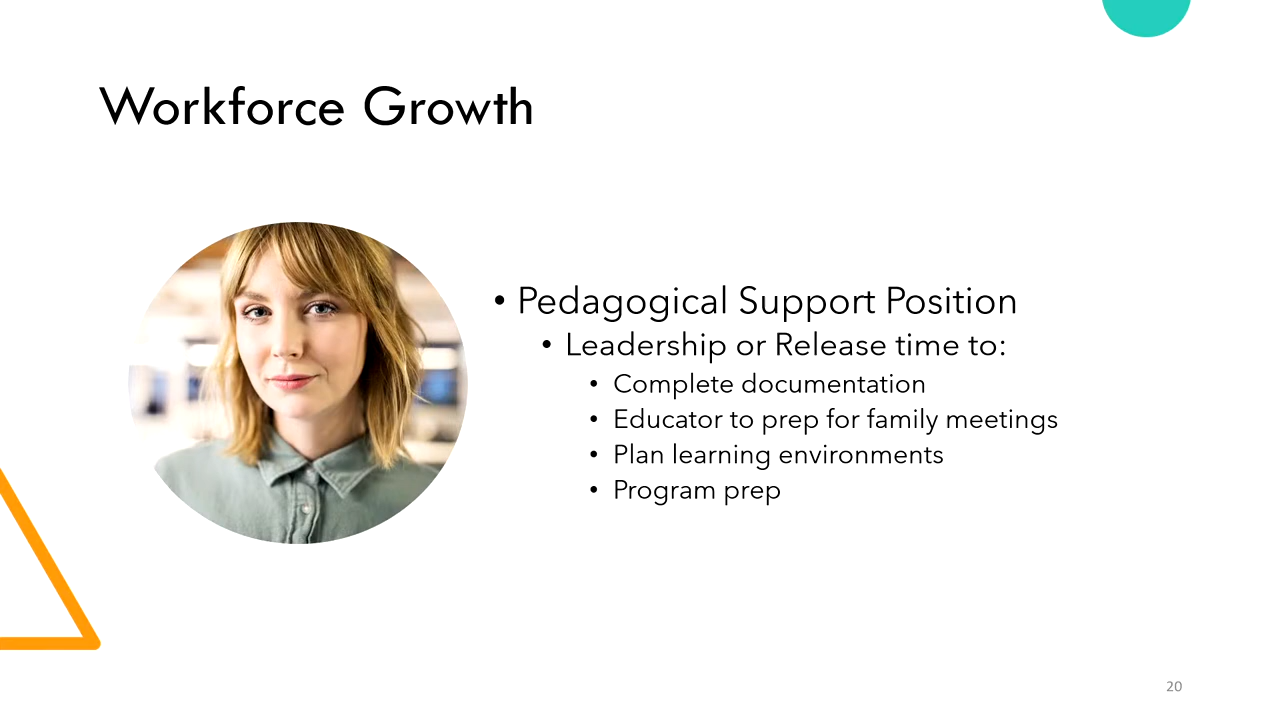 Workforce Growth
• Pedagogical Support Position
• Leadership or Release time to:
• Complete documentation
• Educator to prep for family meetings
• Plan learning environments
• Program prep
20